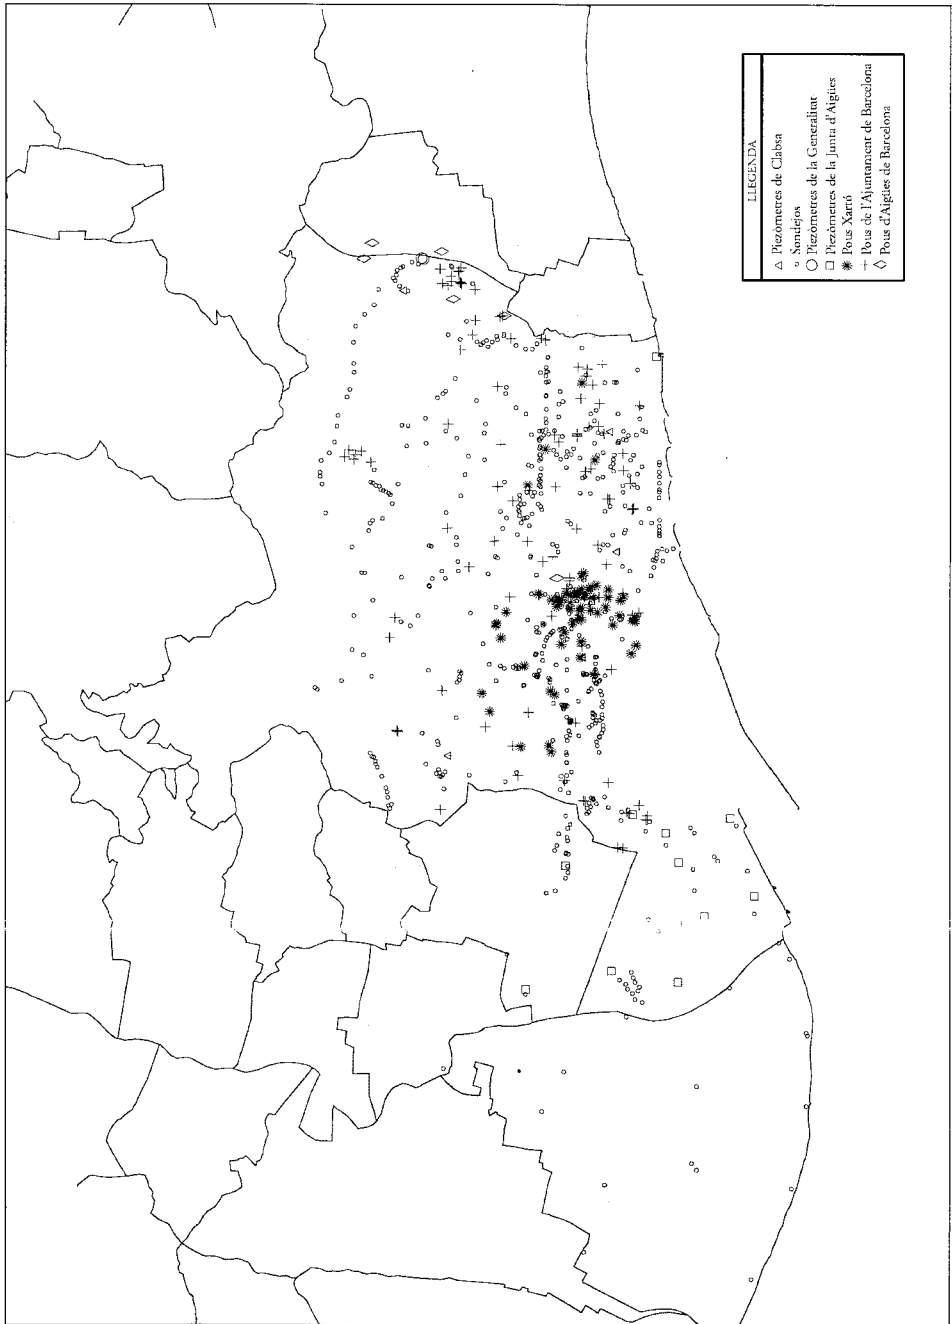 LLEGENDA
Piezòmetres de Clabsa
Sondejos
Piezòmetres de la Generalitat
Piezòmetres de la Junta d'Aigües
Pous Xartó
Pous de l'Ajuntament de Barcelona
Pous d'Aigües de Barcelona